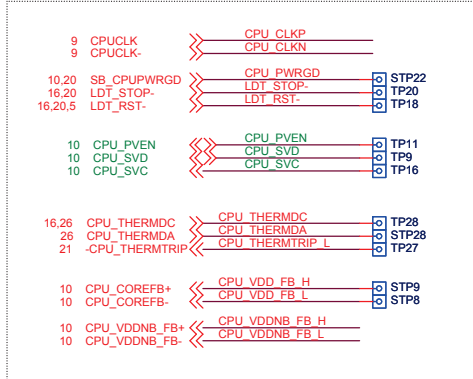 9 CPUCLK CPU_CLKP
9 CPUCLK- CPU_CLKN
10,20 SB_CPUPWRGD CPU_PWRGD STP22
16,20 LDT_STOP- LDT_STOP- TP20
16,20,5 LDT_RST- LDT_RST- TP18
10 CPU_PVEN CPU_PVEN TP11
10 CPU_SVD CPU_SVD TP9
10 CPU_SVC CPU_SVC TP16
16,26 CPU_THERMDC CPU_THERMDC TP28
26 CPU_THERMDA CPU_THERMDA STP28
21 -CPU_THERMTRIP CPU_THERMTRIP_L TP27
10 CPU_COREFB+ CPU_VDD_FB_H STP9
10 CPU_COREFB- CPU_VDD_FB_L STP8
10 CPU_VDDNB_FB+ CPU_VDDNB_FB_H
10 CPU_VDDNB_FB- CPU_VDDNB_FB_L